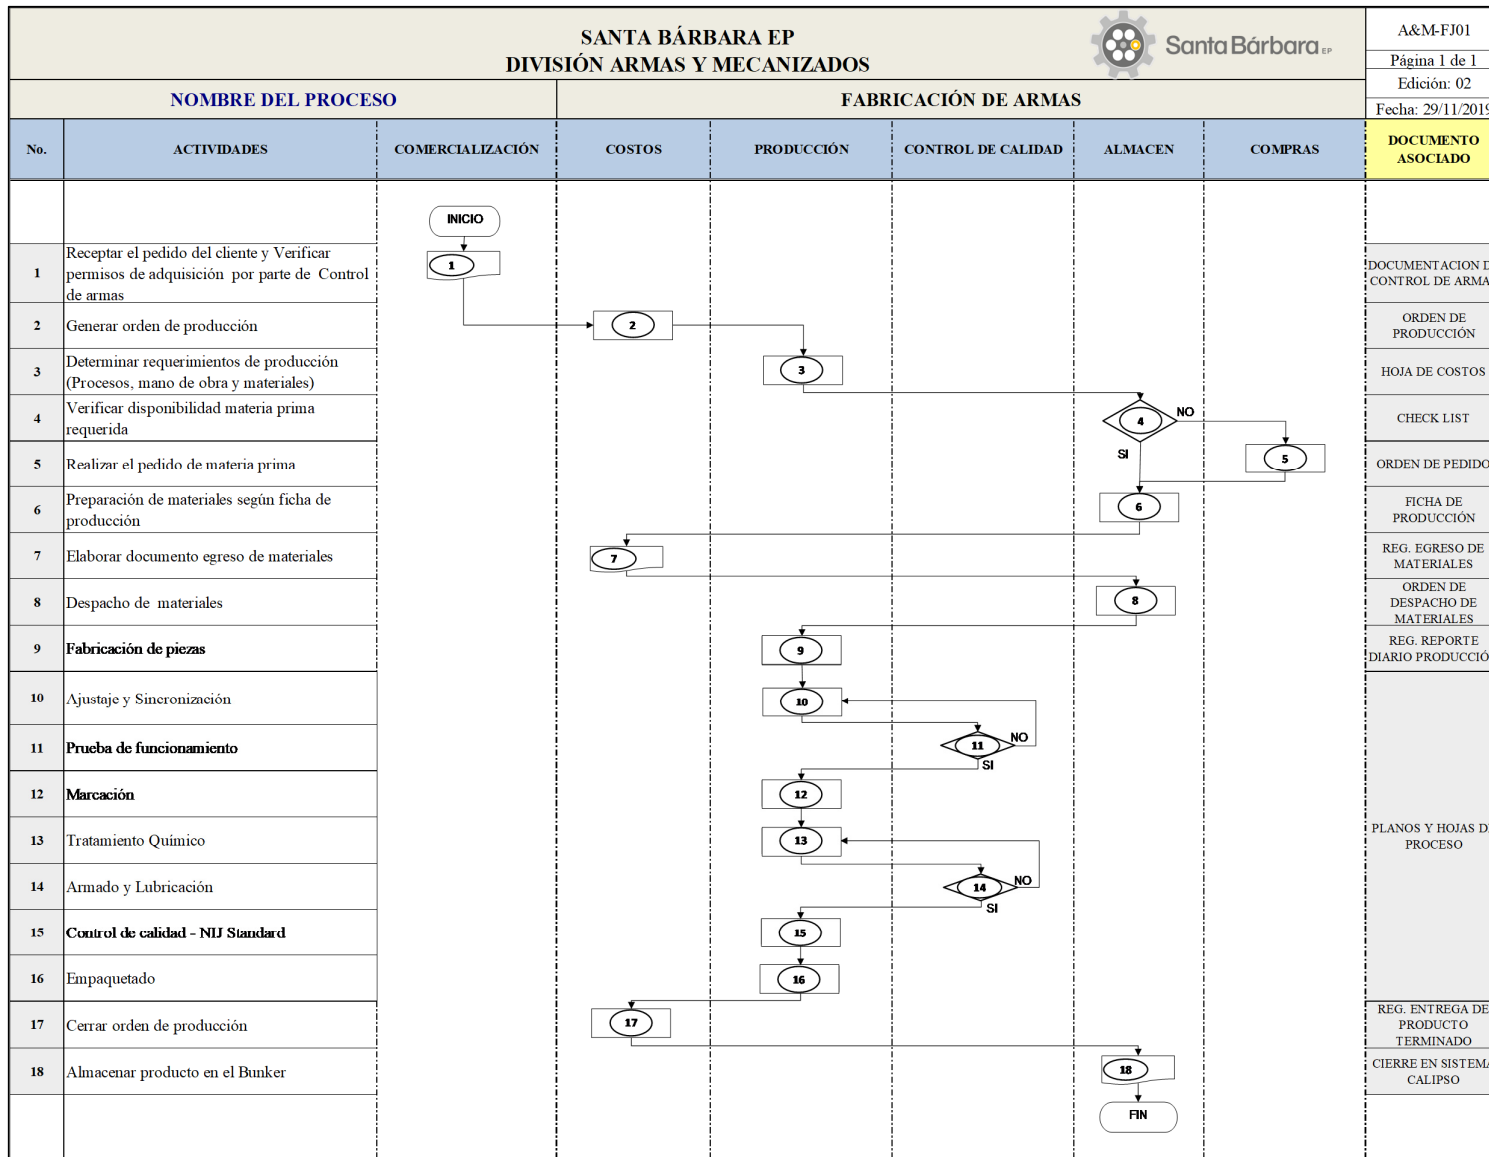 SANTA BÁRBARA EP
DIVISIÓN ARMAS Y MECANIZADOS
Santa Bárbara EP
A&M-FJ01
Página 1 de 1
Edición: 02
Fecha: 29/11/2019
NOMBRE DEL PROCESO
FABRICACIÓN DE ARMAS
No.
ACTIVIDADES
COMERCIALIZACIÓN
COSTOS
PRODUCCIÓN
CONTROL DE CALIDAD
ALMACEN
COMPRAS
DOCUMENTO
ASOCIADO
INICIO
1
Receptar el pedido del cliente y Verificar
permisos de adquisición por parte de Control
de armas
1
DOCUMENTACION D
CONTROL DE ARMA
2
Generar orden de producción
2
ORDEN DE
PRODUCCIÓN
3
Determinar requerimientos de producción
(Procesos, mano de obra y materiales)
3
HOJA DE COSTOS
4
Verificar disponibilidad materia prima
requerida
4
NO
SI
CHECK LIST
5
Realizar el pedido de materia prima
5
ORDEN DE PEDIDO
6
Preparación de materiales según ficha de
producción
6
FICHA DE
PRODUCCIÓN
7
Elaborar documento egreso de materiales
7
REG. EGRESO DE
MATERIALES
8
Despacho de materiales
8
ORDEN DE
DESPACHO DE
MATERIALES
9
Fabricación de piezas
9
REG. REPORTE
DIARIO PRODUCCIÓ
10
Ajustaje y Sincronización
10
11
Prueba de funcionamiento
11
NO
SI
12
Marcación
12
13
Tratamiento Químico
13
PLANOS Y HOJAS DE
PROCESO
14
Armado y Lubricación
14
NO
SI
15
Control de calidad - NIJ Standard
15
16
Empaquetado
16
17
Cerrar orden de producción
17
REG. ENTREGA DE
PRODUCTO
TERMINADO
18
Almacenar producto en el Bunker
18
CIERRE EN SISTEMA
CALIPSO
FIN